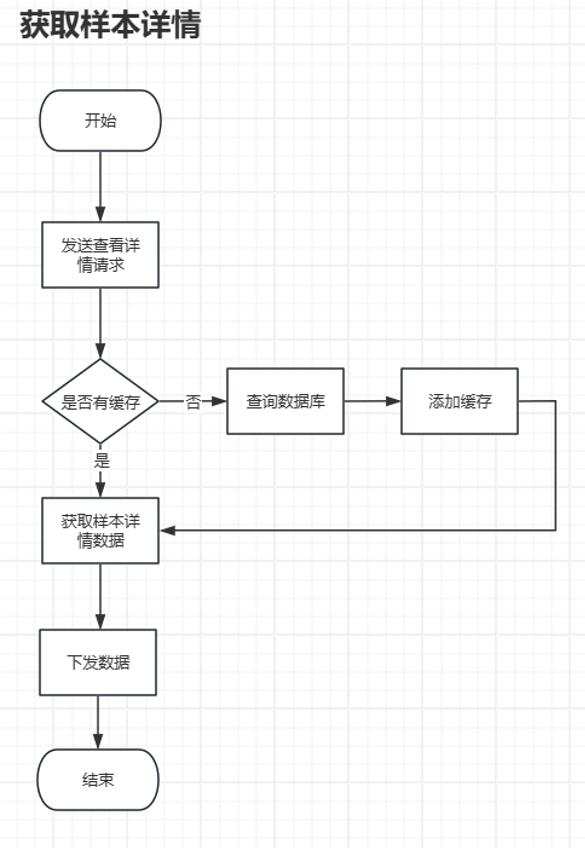 获取样本详情
开始
发送查看详
情请求
是否有缓存
否
查询数据库
添加缓存
是
获取样本详
情数据
下发数据
结束